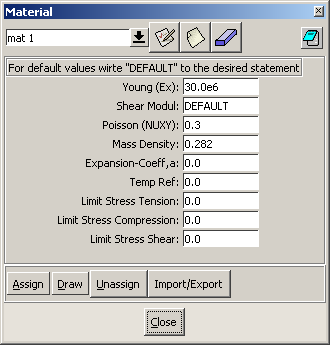 Material
mat 1
For default values wirte "DEFAULT" to the desired statement
Young (Ex): 30.0e6
Shear Modul: DEFAULT
Poisson (NUXY): 0.3
Mass Density: 0.282
Expansion-Coeff,a: 0.0
Temp Ref: 0.0
Limit Stress Tension: 0.0
Limit Stress Compression: 0.0
Limit Stress Shear: 0.0
Assign Draw Unassign Import/Export
Close